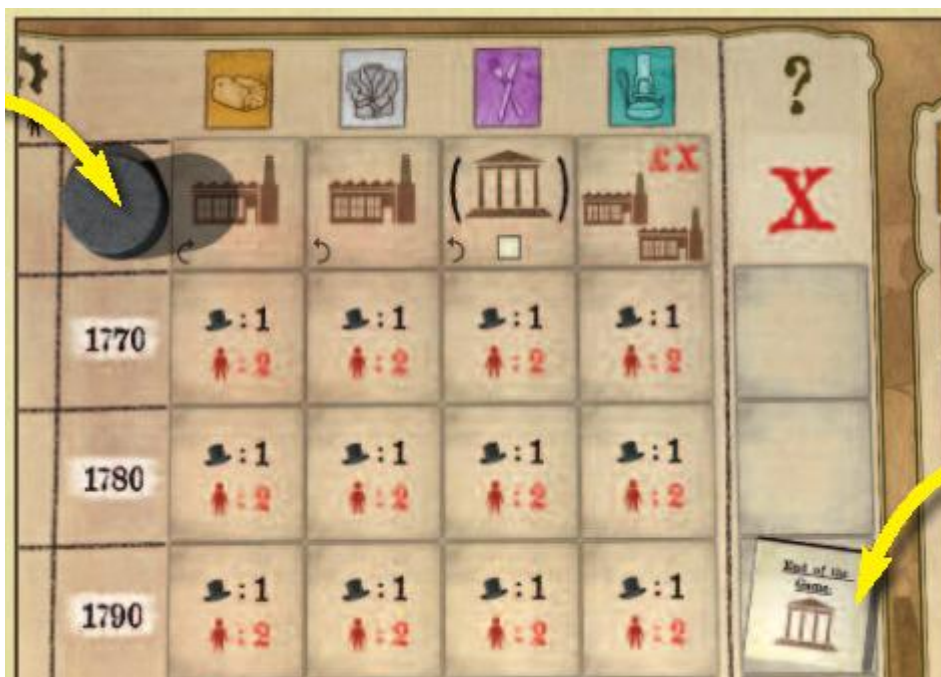 ?
( ) £X X
:1 :1 :1 :1
1770
:2 :2 :2 :2
:1 :1 :1 :1
1780
:2 :2 :2 :2
:1 :1 :1 :1
1790
:2 :2 :2 :2
End of the
Game